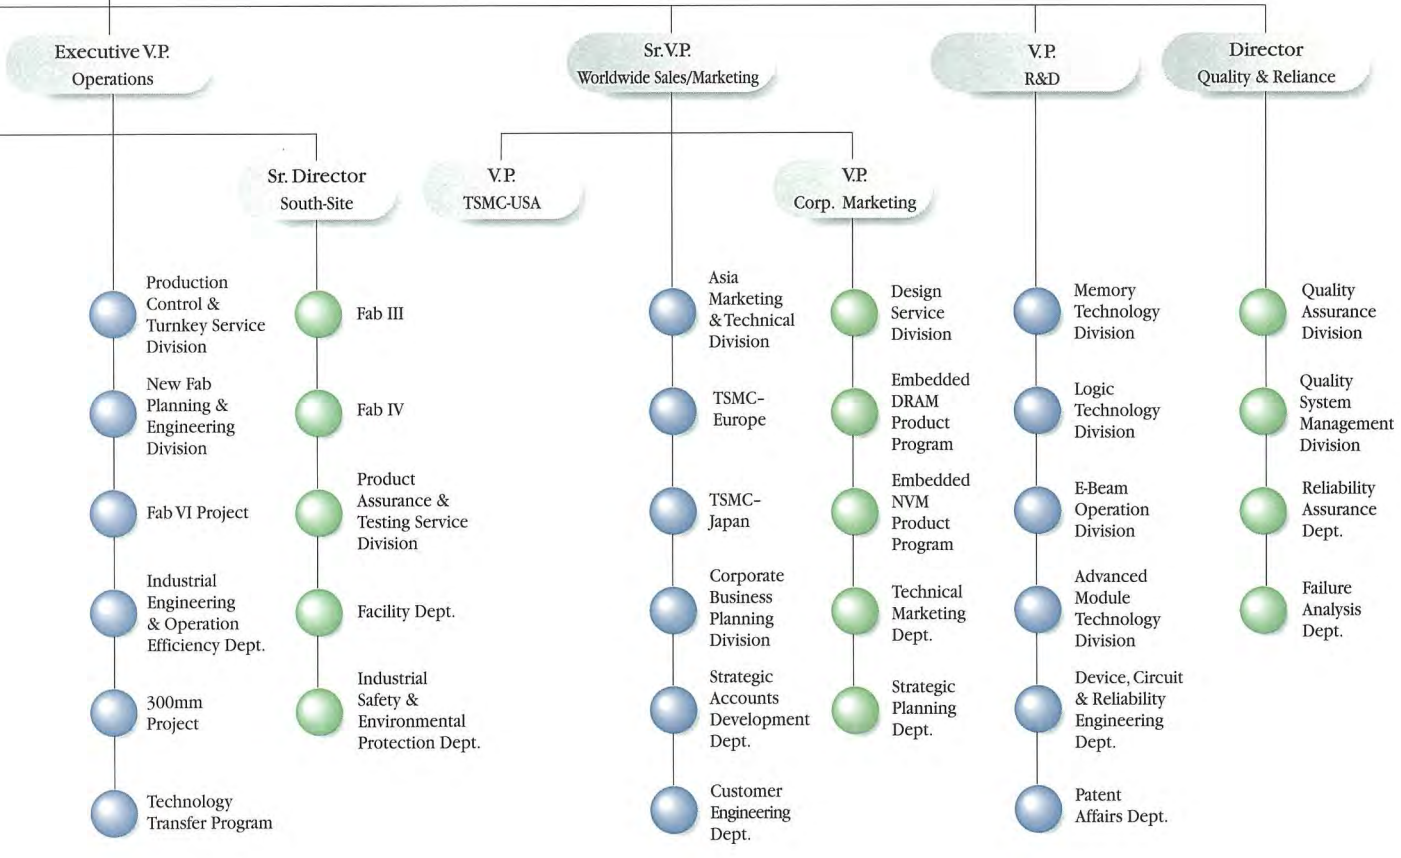 Executive V.P.
Operations
Sr. V.P.
Worldwide Sales/Marketing
V.P.
R&D
Director
Quality & Reliance
Sr. Director
South-Site
V.P.
TSMC-USA
V.P.
Corp. Marketing
Production
Control &
Turnkey Service
Division
New Fab
Planning &
Engineering
Division
Fab VI Project
Industrial
Engineering
& Operation
Efficiency Dept.
300mm
Project
Technology
Transfer Program
Fab III
Fab IV
Product
Assurance &
Testing Service
Division
Facility Dept.
Industrial
Safety &
Environmental
Protection Dept.
Asia
Marketing
& Technical
Division
TSMC–
Europe
TSMC–
Japan
Corporate
Business
Planning
Division
Strategic
Accounts
Development
Dept.
Customer
Engineering
Dept.
Design
Service
Division
Embedded
DRAM
Product
Program
Embedded
NVM
Product
Program
Technical
Marketing
Dept.
Strategic
Planning
Dept.
Memory
Technology
Division
Logic
Technology
Division
E-Beam
Operation
Division
Advanced
Module
Technology
Division
Device, Circuit
& Reliability
Engineering
Dept.
Patent
Affairs Dept.
Quality
Assurance
Division
Quality
System
Management
Division
Reliability
Assurance
Dept.
Failure
Analysis
Dept.